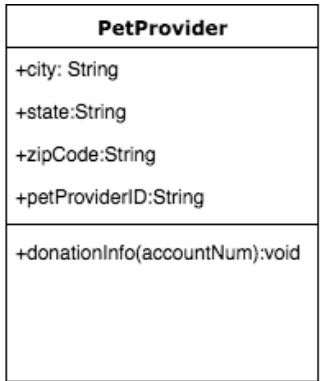 PetProvider
+city: String
+state:String
+zipCode:String
+petProviderID:String
+donationInfo(accountNum):void